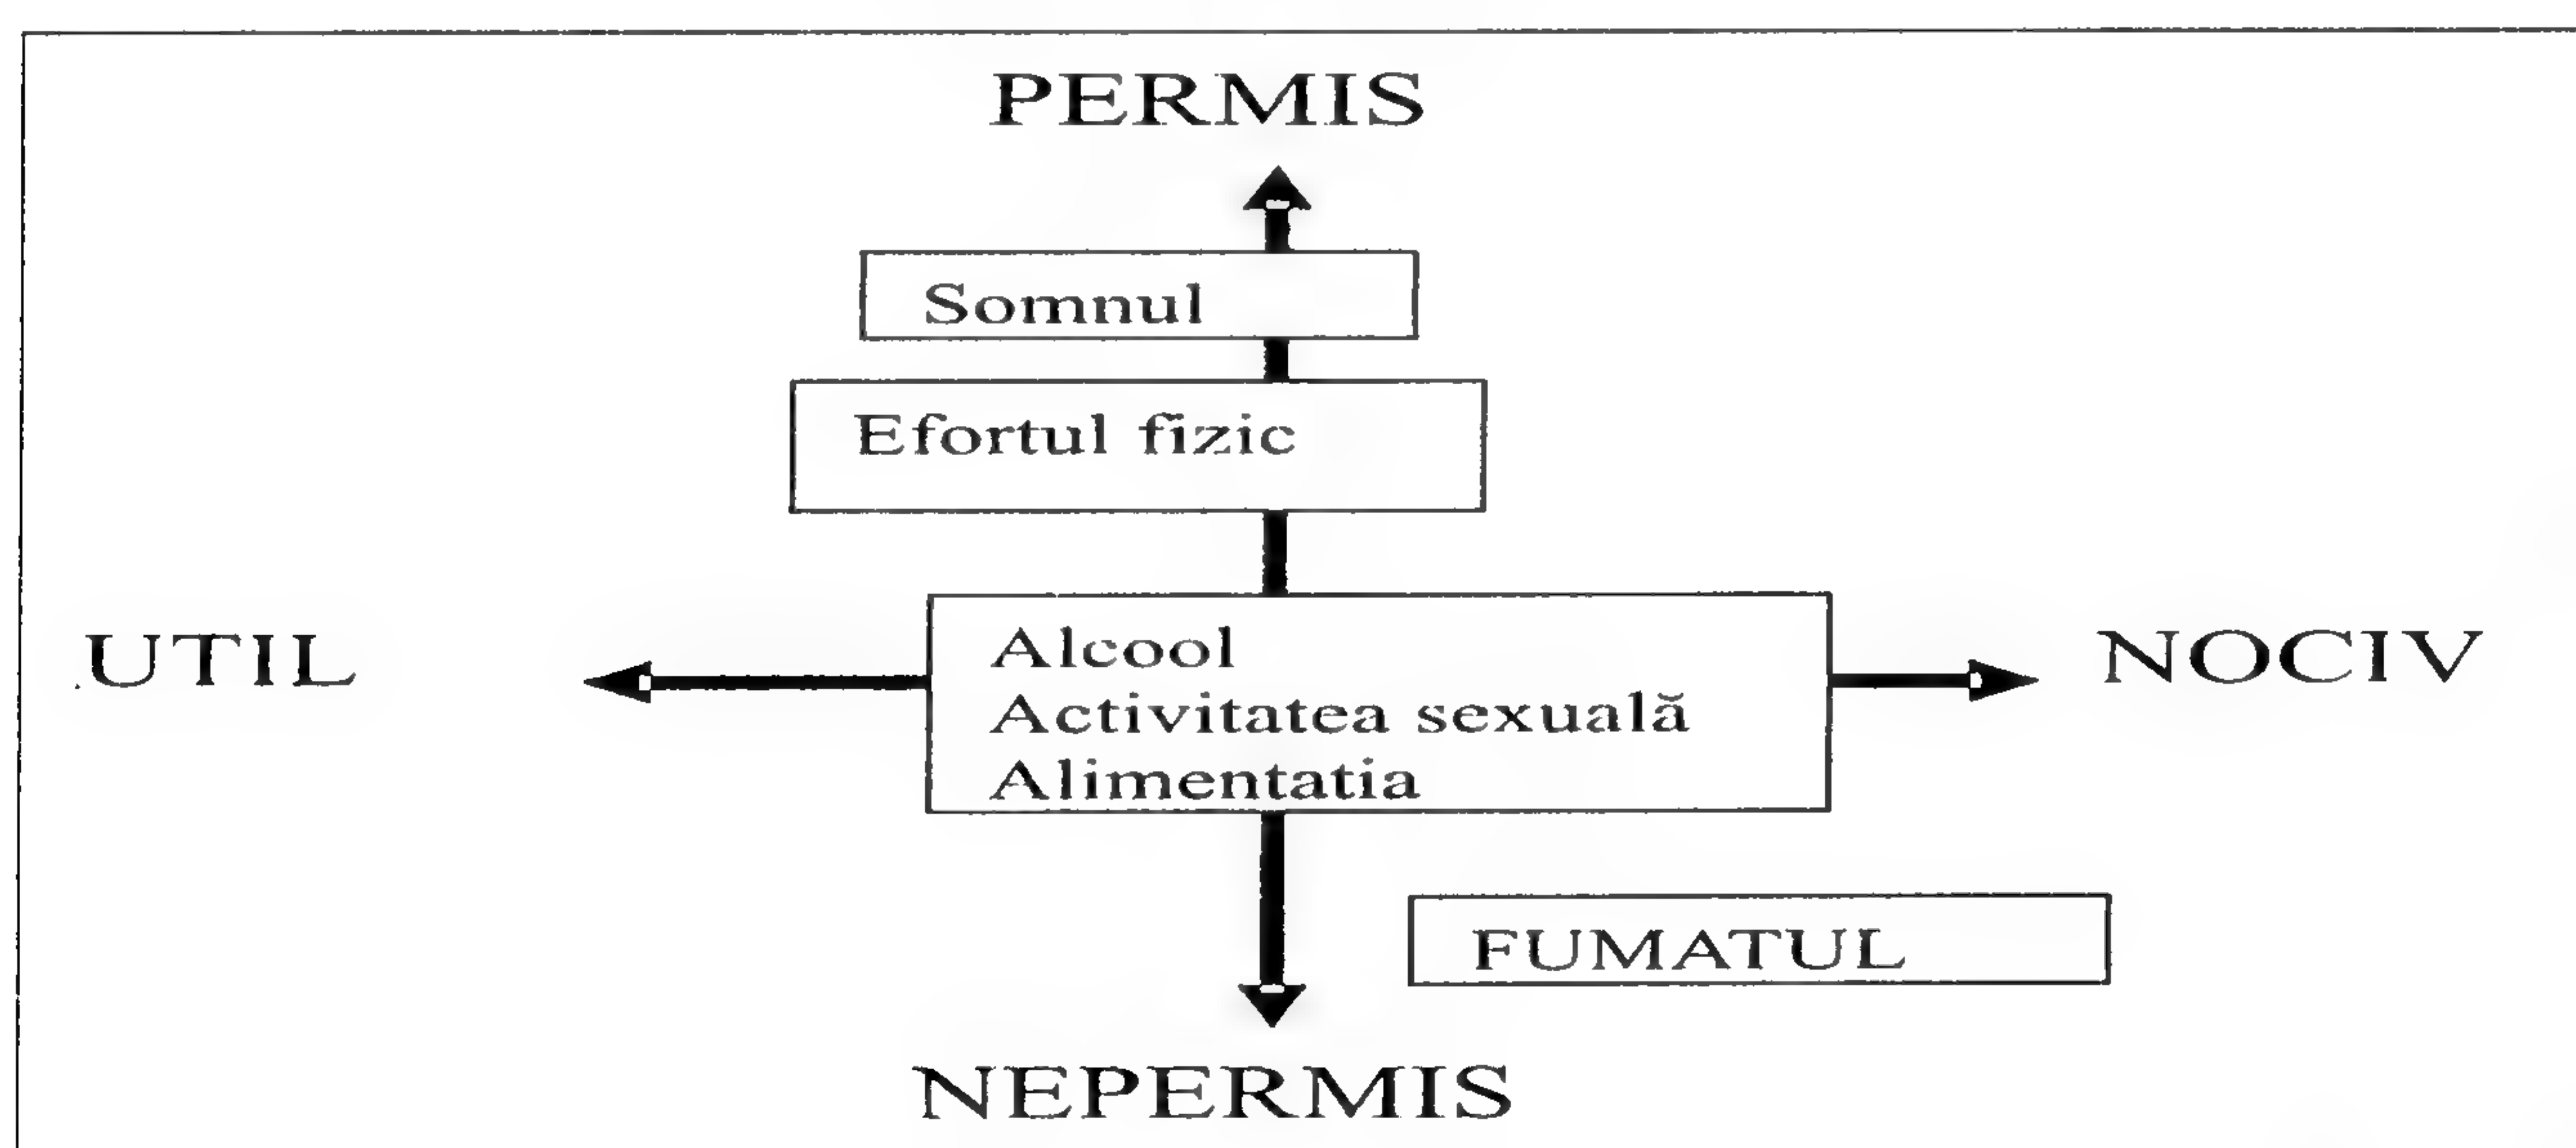 PERMIS
Somnul
Efortul fizic
UTIL
Alcool
Activitatea sexuală
Alimentatia
NOCIV
FUMATUL
NEPERMIS